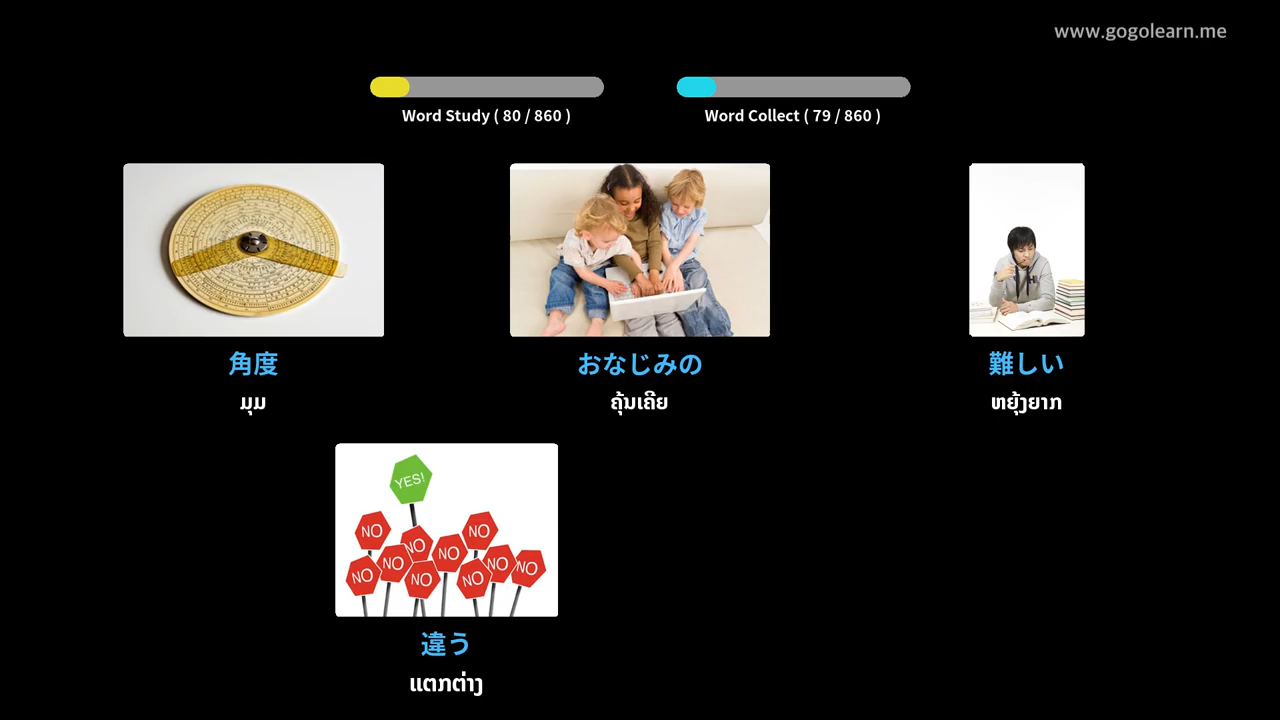 www.gogolearn.me
Word Study ( 80 / 860 )
Word Collect ( 79 / 860 )
角度
おなじみの
難しい
ມຸມ
ຄຸ້ນເຄີຍ
ຫຍຸ້ງຍາກ
YES!
NO
NO
NO
NO
NO
NO
NO
NO
NO
NO
違う
ແຕກຕ່າງ